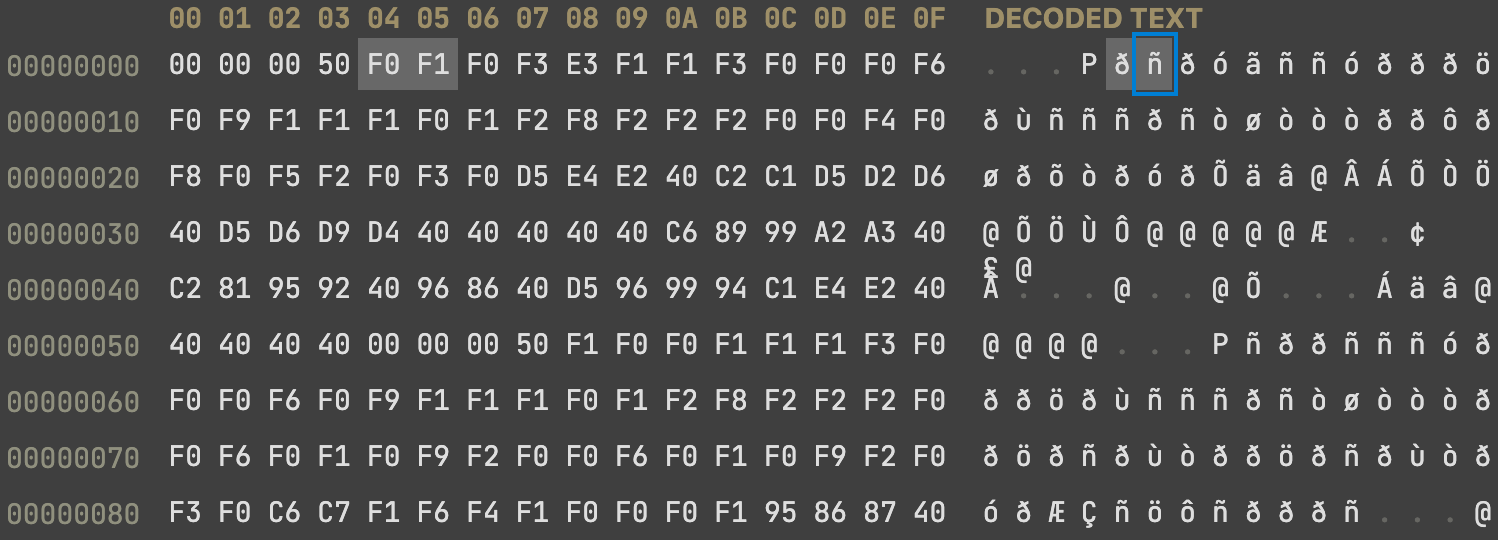 00 01 02 03 04 05 06 07 08 09 0A 0B 0C 0D 0E 0F DECODED TEXT
00000000 00 00 00 50 F0 F1 F0 F3 E3 F1 F1 F3 F0 F0 F0 F6 . . . P ð ñ ð ó ã ñ ñ ó ð ð ð ö
00000010 F0 F9 F1 F1 F1 F0 F1 F2 F8 F2 F2 F2 F0 F0 F4 F0 ð ù ñ ñ ñ ð ñ ò ø ò ò ò ð ð ô ð
00000020 F8 F0 F5 F2 F0 F3 F0 D5 E4 E2 40 C2 C1 D5 D2 D6 ø ð õ ò ð ó ð Õ ä â @ Â Á Õ Ò Ö
00000030 40 D5 D6 D9 D4 40 40 40 40 40 C6 89 99 A2 A3 40 @ Õ Ö Ù Ô @ @ @ @ @ Æ . . ¢
£ @
00000040 C2 81 95 92 40 96 86 40 D5 96 99 94 C1 E4 E2 40 Â . . . @ . . @ Õ . . . Á ä â @
00000050 40 40 40 40 00 00 00 50 F1 F0 F0 F1 F1 F1 F3 F0 @ @ @ @ . . . P ñ ð ð ñ ñ ñ ó ð
00000060 F0 F0 F6 F0 F9 F1 F1 F1 F0 F1 F2 F8 F2 F2 F2 F0 ð ð ö ð ù ñ ñ ñ ð ñ ò ø ò ò ò ð
00000070 F0 F6 F0 F1 F0 F9 F2 F0 F0 F6 F0 F1 F0 F9 F2 F0 ð ö ð ñ ð ù ò ð ð ö ð ñ ð ù ò ð
00000080 F3 F0 C6 C7 F1 F6 F4 F1 F0 F0 F0 F1 95 86 87 40 ó ð Æ Ç ñ ö ô ñ ð ð ð ñ . . . @